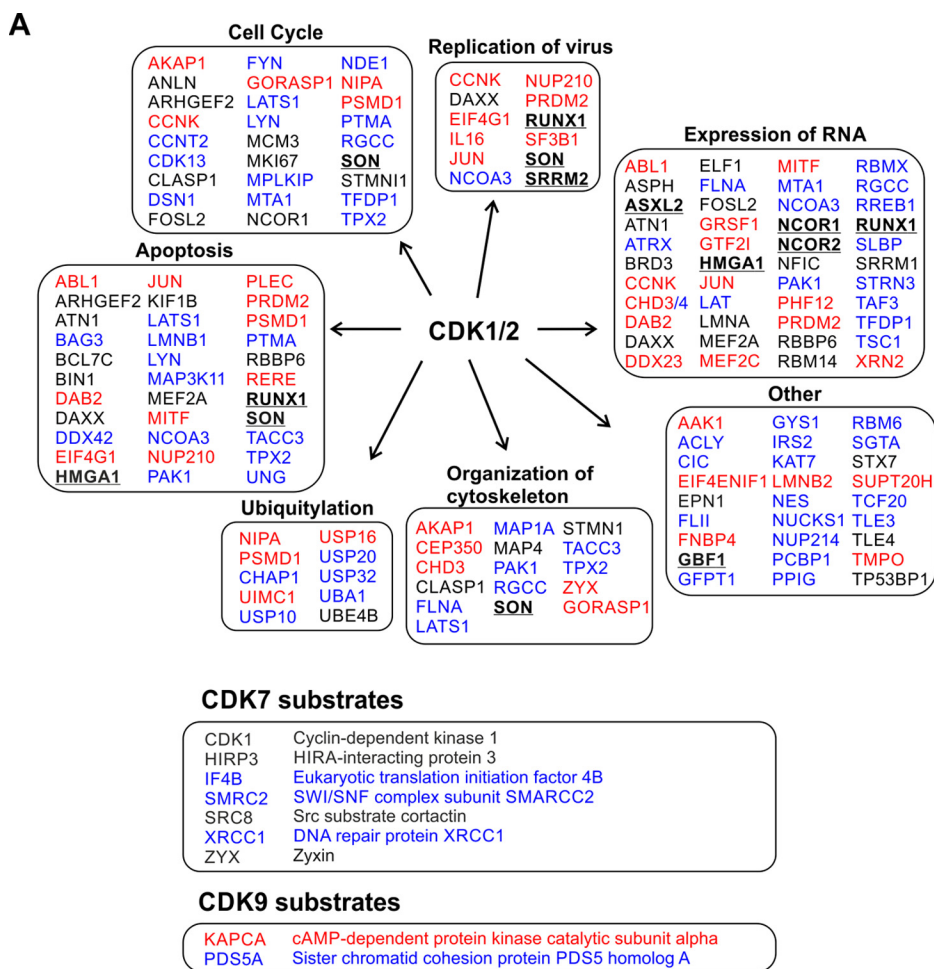 A
Cell Cycle
AKAP1 FYN NDE1
ANLN GORASP1 NIPA
ARHGEF2 LATS1 PSMD1
CCNK LYN PTMA
CCNT2 MCM3 RGCC
CDK13 MKI67 SON
CLASP1 MPLKIP STMNI1
DSN1 MTA1 TFDP1
FOSL2 NCOR1 TPX2
Replication of virus
CCNK NUP210
DAXX PRDM2
EIF4G1 RUNX1
IL16 SF3B1
JUN SON
NCOA3 SRRM2
Expression of RNA
ABL1 ELF1 MITF RBMX
ASPH FLNA MTA1 RGCC
ASXL2 FOSL2 NCOA3 RREB1
ATN1 GRSF1 NCOR1 RUNX1
ATRX GTF2I NCOR2 SLBP
BRD3 HMGA1 NFIC SRRM1
CCNK JUN PAK1 STRN3
CHD3/4 LAT PHF12 TAF3
DAB2 LMNA PRDM2 TFDP1
DAXX MEF2A RBBP6 TSC1
DDX23 MEF2C RBM14 XRN2
Apoptosis
ABL1 JUN PLEC
ARHGEF2 KIF1B PRDM2
ATN1 LATS1 PSMD1
BAG3 LMNB1 PTMA
BCL7C LYN RBBP6
BIN1 MAP3K11 RERE
DAB2 MEF2A RUNX1
DAXX MITF SON
DDX42 NCOA3 TACC3
EIF4G1 NUP210 TPX2
HMGA1 PAK1 UNG
CDK1/2
Other
AAK1 GYS1 RBM6
ACLY IRS2 SGTA
CIC KAT7 STX7
EIF4ENIF1 LMNB2 SUPT20H
EPN1 NES TCF20
FLII NUCKS1 TLE3
FNBP4 NUP214 TLE4
GBF1 PCBP1 TMPO
GFPT1 PPIG TP53BP1
Ubiquitylation
NIPA USP16
PSMD1 USP20
CHAP1 USP32
UIMC1 UBA1
USP10 UBE4B
Organization of
cytoskeleton
AKAP1 MAP1A STMN1
CEP350 MAP4 TACC3
CHD3 PAK1 TPX2
CLASP1 RGCC ZYX
FLNA SON GORASP1
LATS1
CDK7 substrates
CDK1 Cyclin-dependent kinase 1
HIRP3 HIRA-interacting protein 3
IF4B Eukaryotic translation initiation factor 4B
SMRC2 SWI/SNF complex subunit SMARCC2
SRC8 Src substrate cortactin
XRCC1 DNA repair protein XRCC1
ZYX Zyxin
CDK9 substrates
KAPCA cAMP-dependent protein kinase catalytic subunit alpha
PDS5A Sister chromatid cohesion protein PDS5 homolog A